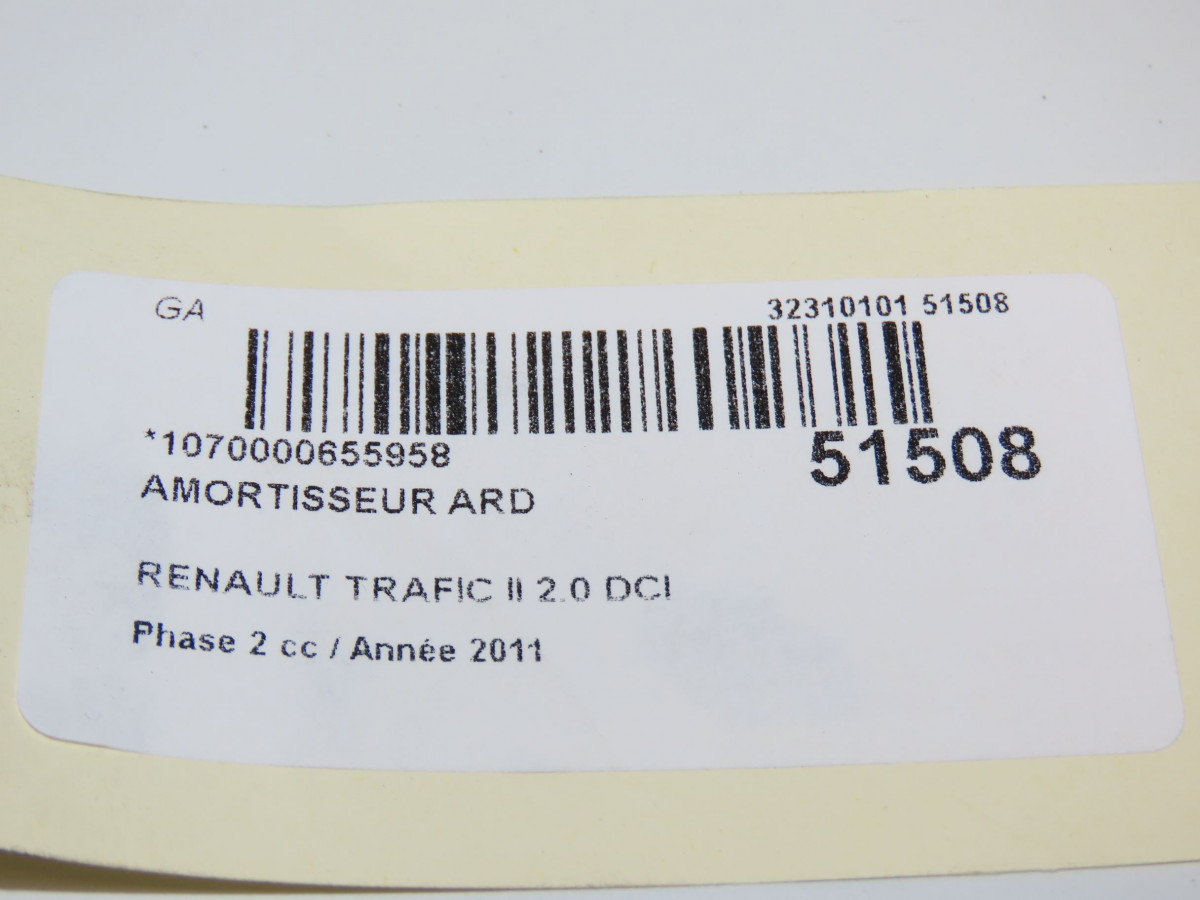 GA 32310101 51508
*1070000655958 51508
AMORTISSEUR ARD
RENAULT TRAFIC II 2.0 DCI
Phase 2 cc / Année 2011